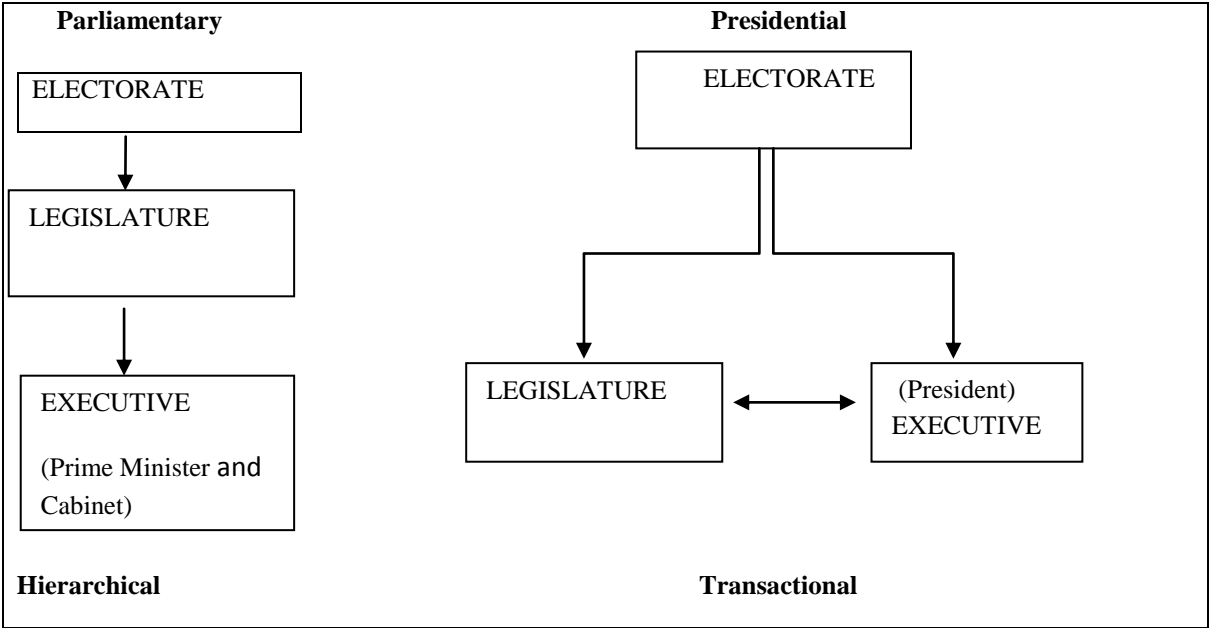 Parliamentary
ELECTORATE
LEGISLATURE
EXECUTIVE
(Prime Minister and
Cabinet)
Hierarchical
Presidential
ELECTORATE
LEGISLATURE
(President)
EXECUTIVE
Transactional